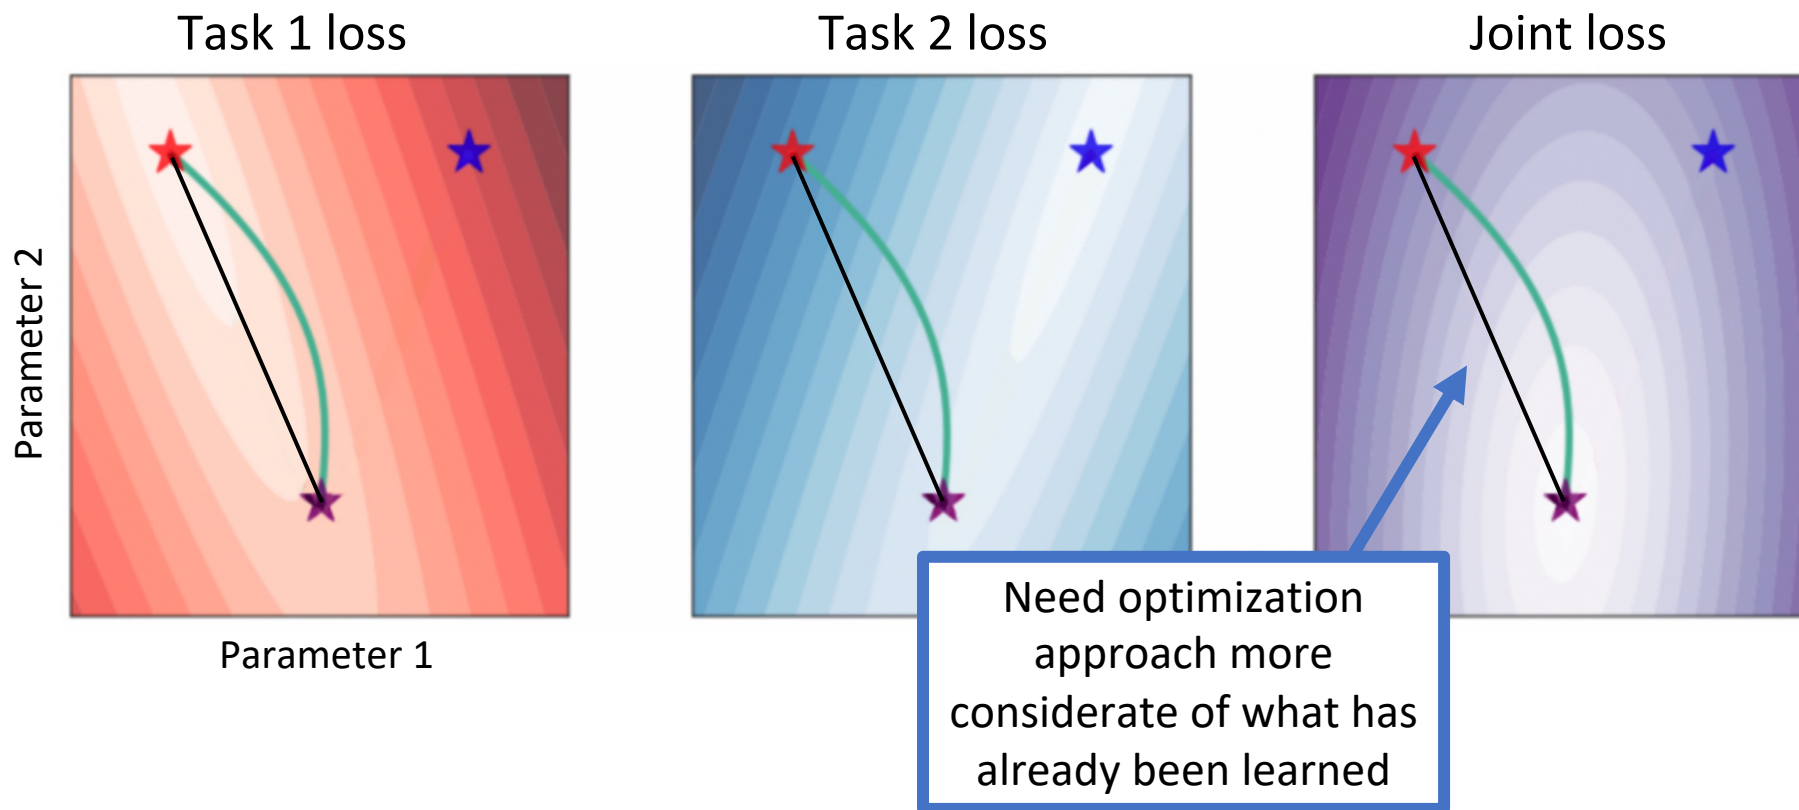 Task 1 loss
Task 2 loss
Joint loss
Parameter 2
Parameter 1
Need optimization
approach more
considerate of what has
already been learned